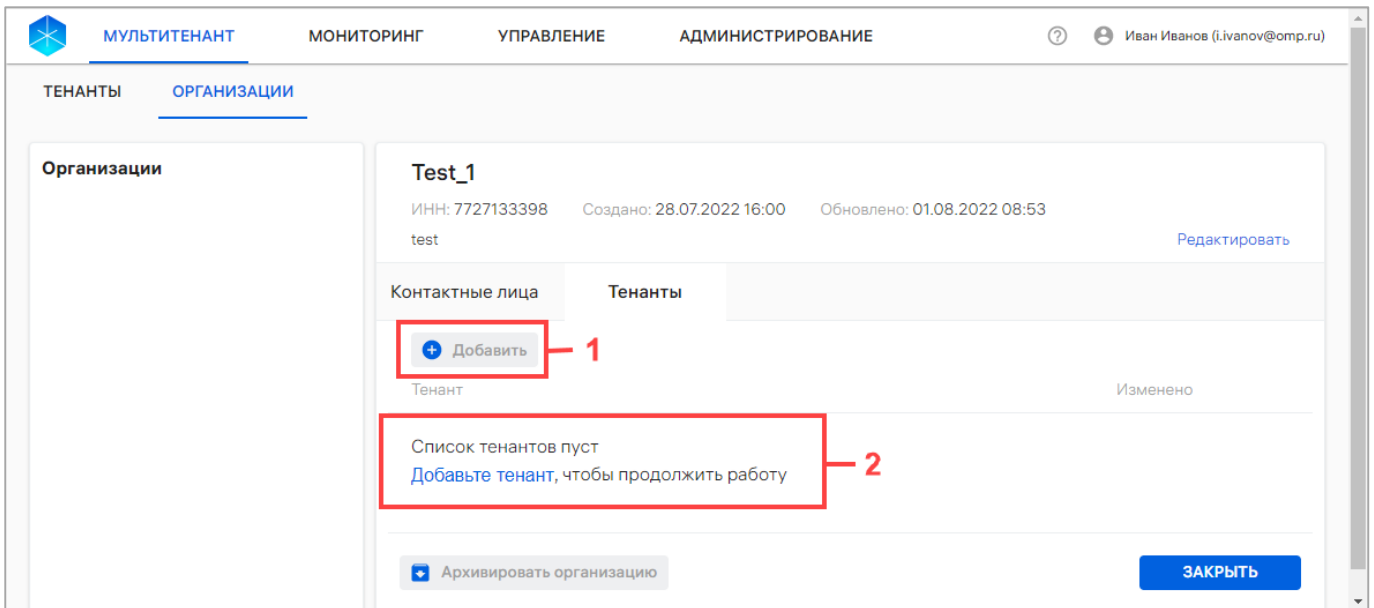 МУЛЬТИТЕНАНТ МОНИТОРИНГ УПРАВЛЕНИЕ АДМИНИСТРИРОВАНИЕ ? Иван Иванов (i.ivanov@omp.ru)
ТЕНАНТЫ ОРГАНИЗАЦИИ
Организации
Test_1
ИНН: 7727133398 Создано: 28.07.2022 16:00 Обновлено: 01.08.2022 08:53
test Редактировать
Контактные лица Тенанты
Добавить 1
Тенант Изменено
Список тенантов пуст
Добавьте тенант, чтобы продолжить работу 2
Архивировать организацию ЗАКРЫТЬ